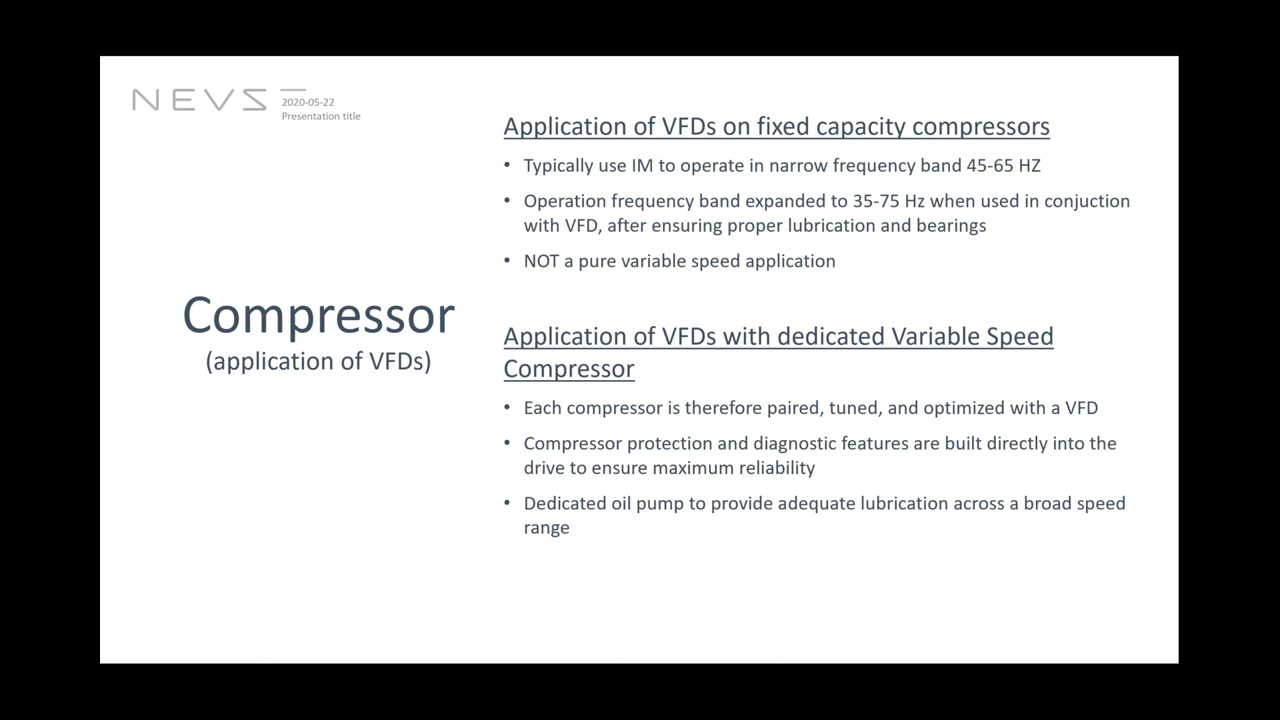 NEVS
2020-05-22
Presentation title
Compressor
(application of VFDs)
Application of VFDs on fixed capacity compressors
• Typically use IM to operate in narrow frequency band 45-65 HZ
• Operation frequency band expanded to 35-75 Hz when used in conjuction
with VFD, after ensuring proper lubrication and bearings
• NOT a pure variable speed application
Application of VFDs with dedicated Variable Speed
Compressor
• Each compressor is therefore paired, tuned, and optimized with a VFD
• Compressor protection and diagnostic features are built directly into the
drive to ensure maximum reliability
• Dedicated oil pump to provide adequate lubrication across a broad speed
range